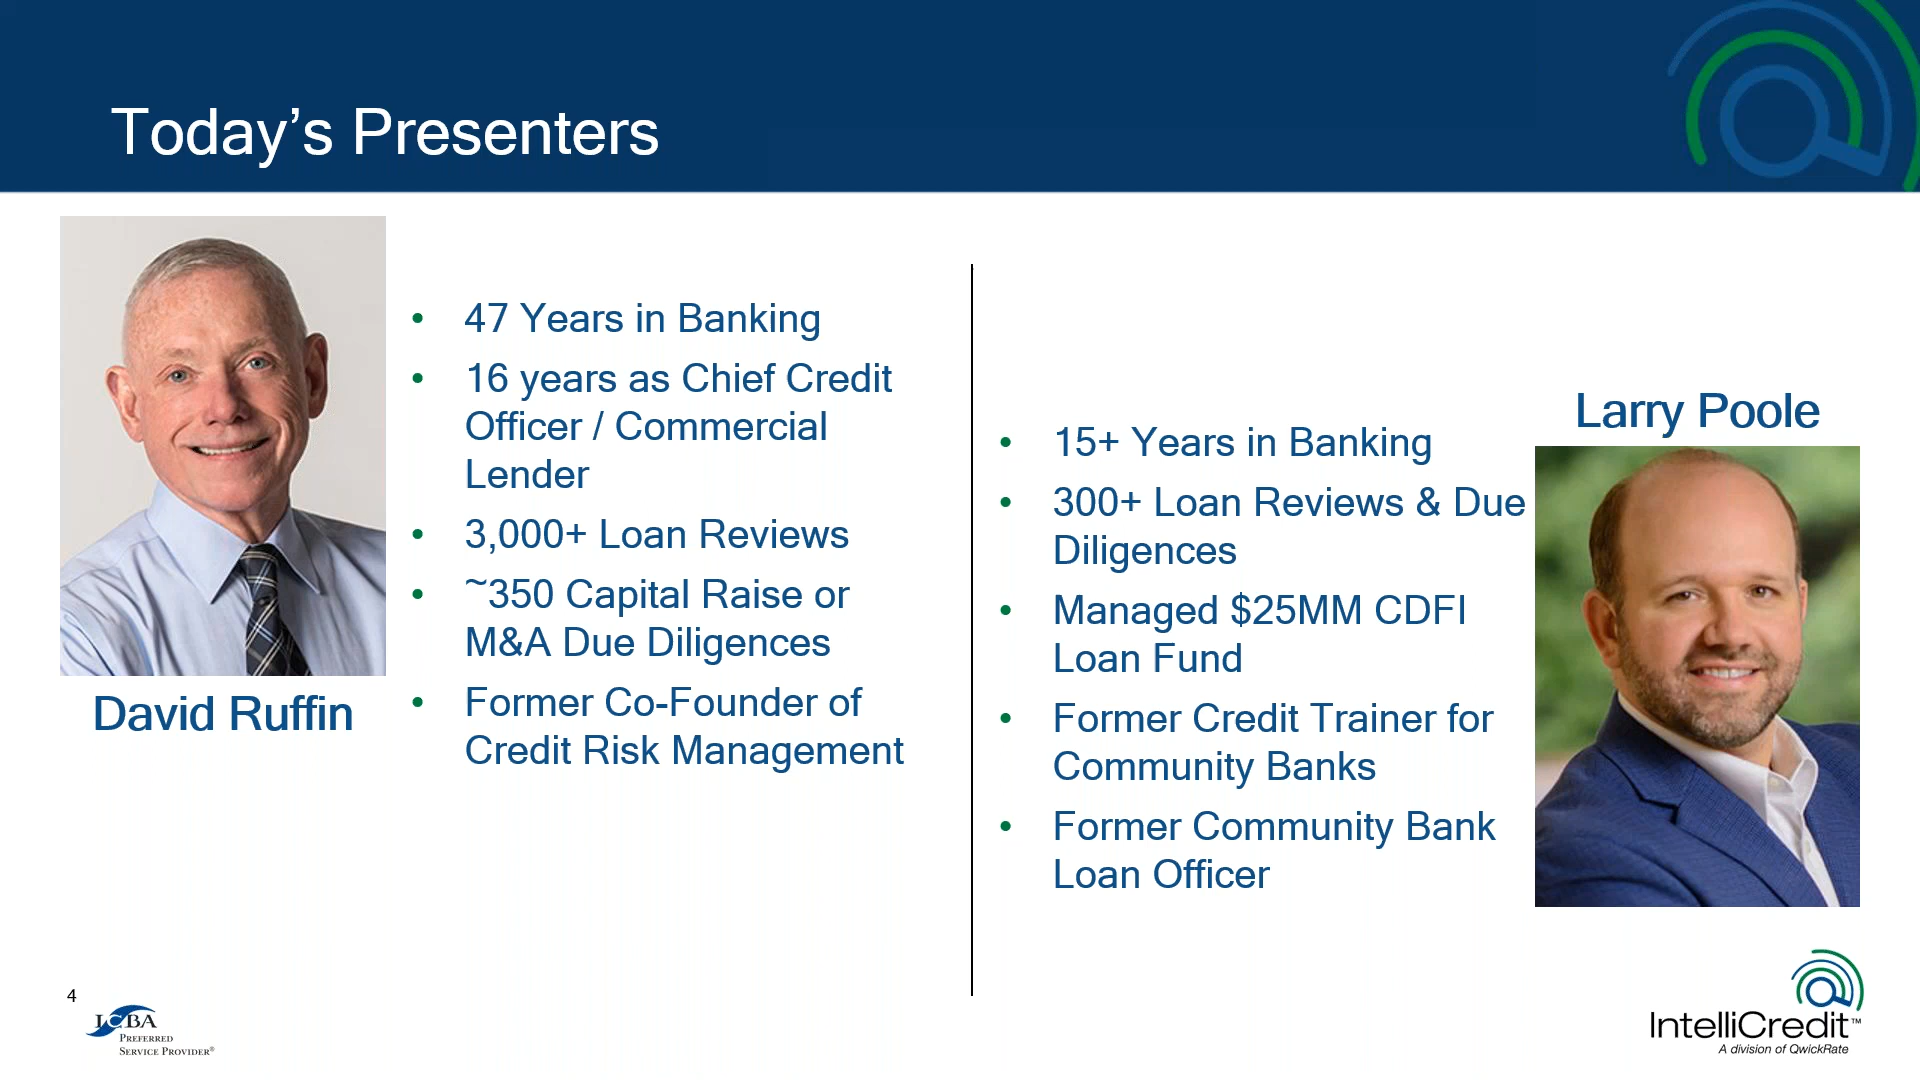 Today’s Presenters
• 47 Years in Banking
• 16 years as Chief Credit
Officer / Commercial
Lender
• 3,000+ Loan Reviews
• ~350 Capital Raise or
M&A Due Diligences
• Former Co-Founder of
Credit Risk Management
David Ruffin
Larry Poole
• 15+ Years in Banking
• 300+ Loan Reviews & Due
Diligences
• Managed $25MM CDFI
Loan Fund
• Former Credit Trainer for
Community Banks
• Former Community Bank
Loan Officer
4
ICBA
PREFERRED
SERVICE PROVIDER®
IntelliCredit™
A division of QwickRate